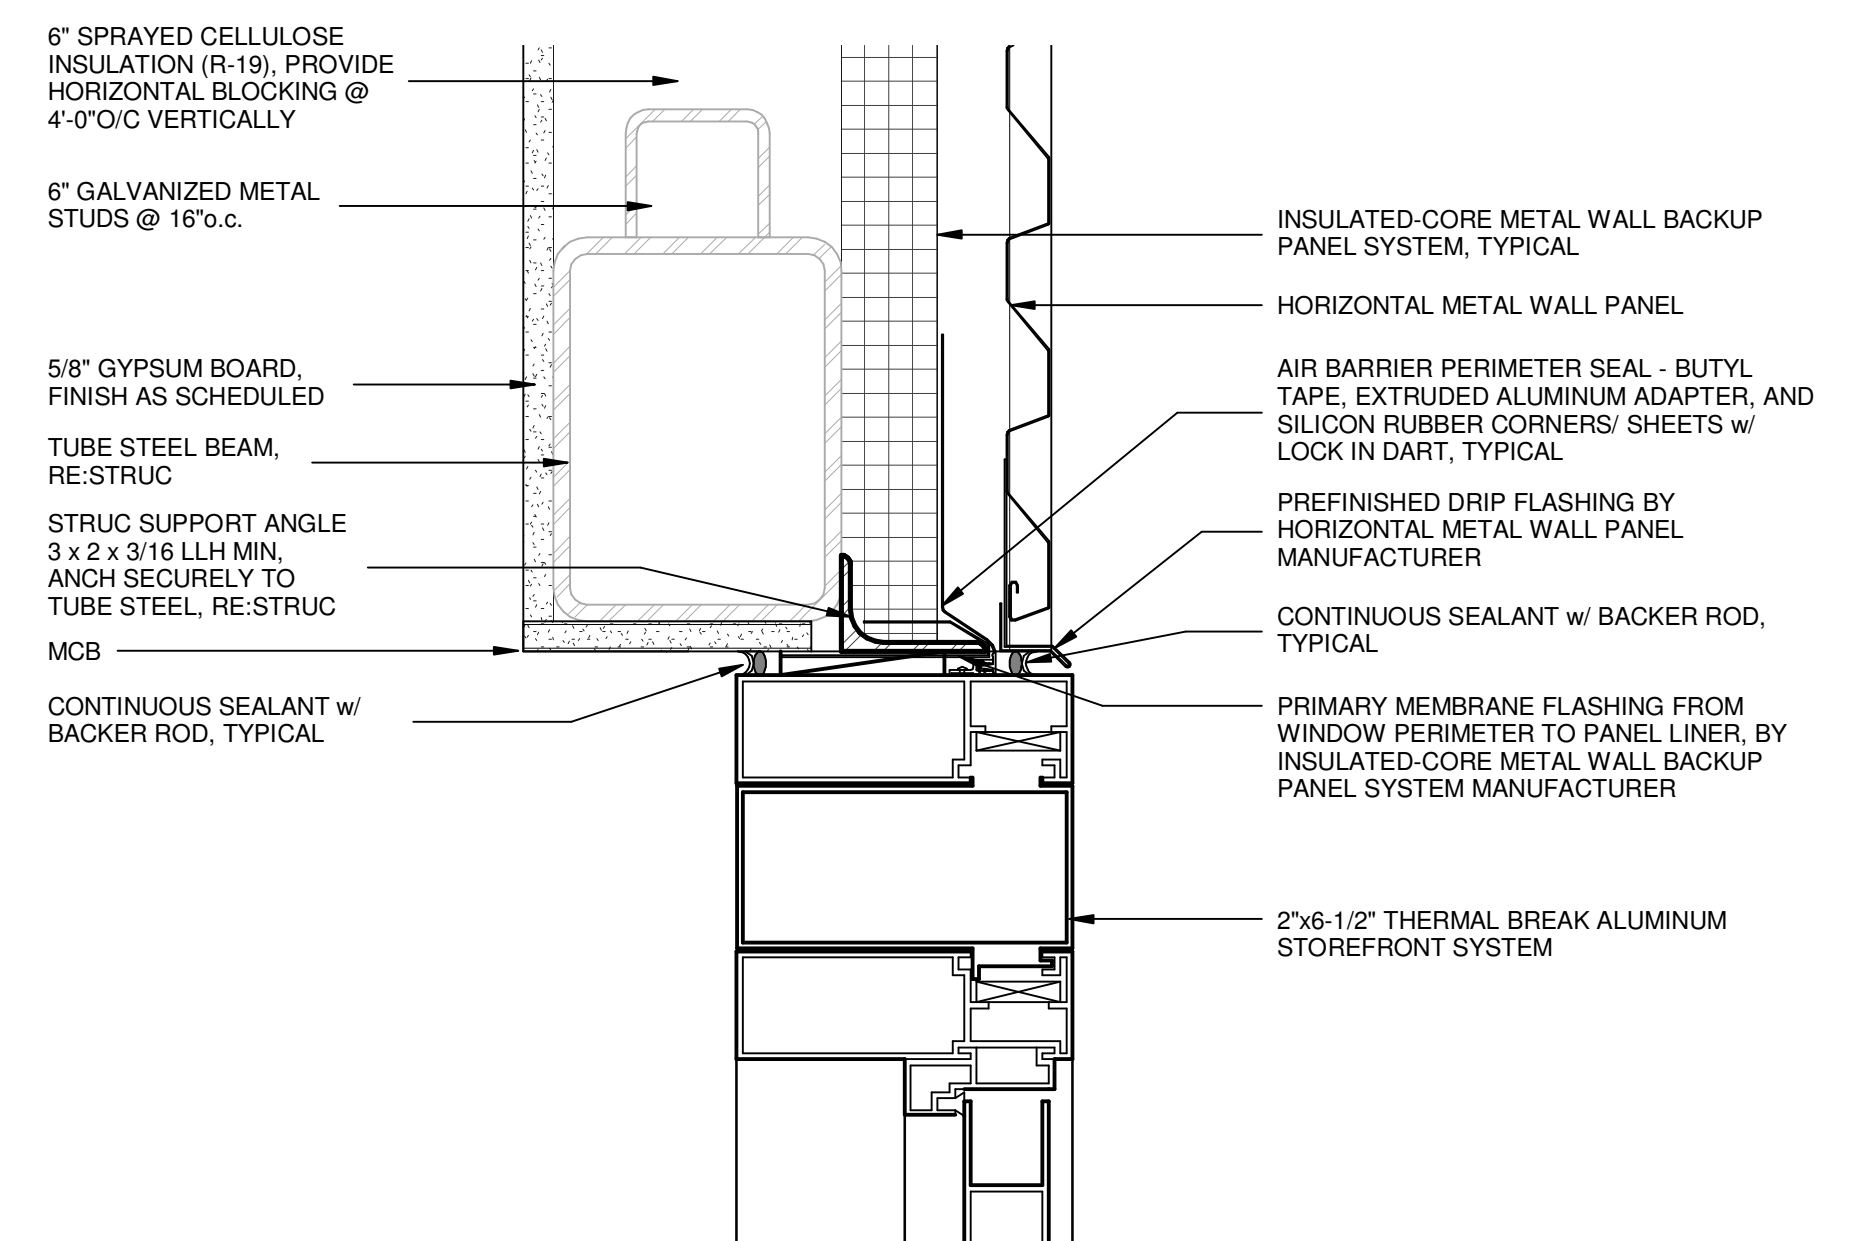 6" SPRAYED CELLULOSE
INSULATION (R-19), PROVIDE
HORIZONTAL BLOCKING @
4'-0"O/C VERTICALLY
6" GALVANIZED METAL
STUDS @ 16"o.c.
5/8" GYPSUM BOARD,
FINISH AS SCHEDULED
TUBE STEEL BEAM,
RE:STRUC
STRUC SUPPORT ANGLE
3 x 2 x 3/16 LLH MIN,
ANCH SECURELY TO
TUBE STEEL, RE:STRUC
MCB
CONTINUOUS SEALANT w/
BACKER ROD, TYPICAL
INSULATED-CORE METAL WALL BACKUP
PANEL SYSTEM, TYPICAL
HORIZONTAL METAL WALL PANEL
AIR BARRIER PERIMETER SEAL - BUTYL
TAPE, EXTRUDED ALUMINUM ADAPTER, AND
SILICON RUBBER CORNERS/ SHEETS w/
LOCK IN DART, TYPICAL
PREFINISHED DRIP FLASHING BY
HORIZONTAL METAL WALL PANEL
MANUFACTURER
CONTINUOUS SEALANT w/ BACKER ROD,
TYPICAL
PRIMARY MEMBRANE FLASHING FROM
WINDOW PERIMETER TO PANEL LINER, BY
INSULATED-CORE METAL WALL BACKUP
PANEL SYSTEM MANUFACTURER
2"x6-1/2" THERMAL BREAK ALUMINUM
STOREFRONT SYSTEM